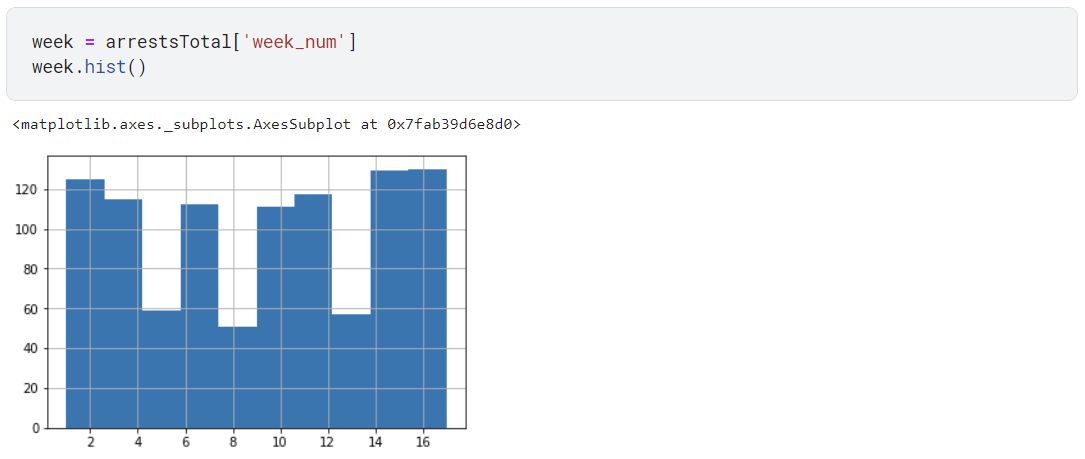 week = arrestsTotal['week_num']
week.hist()
<matplotlib.axes._subplots.AxesSubplot at 0x7fab39d6e8d0>
120
100
80
60
40
20
0
2 4 6 8 10 12 14 16